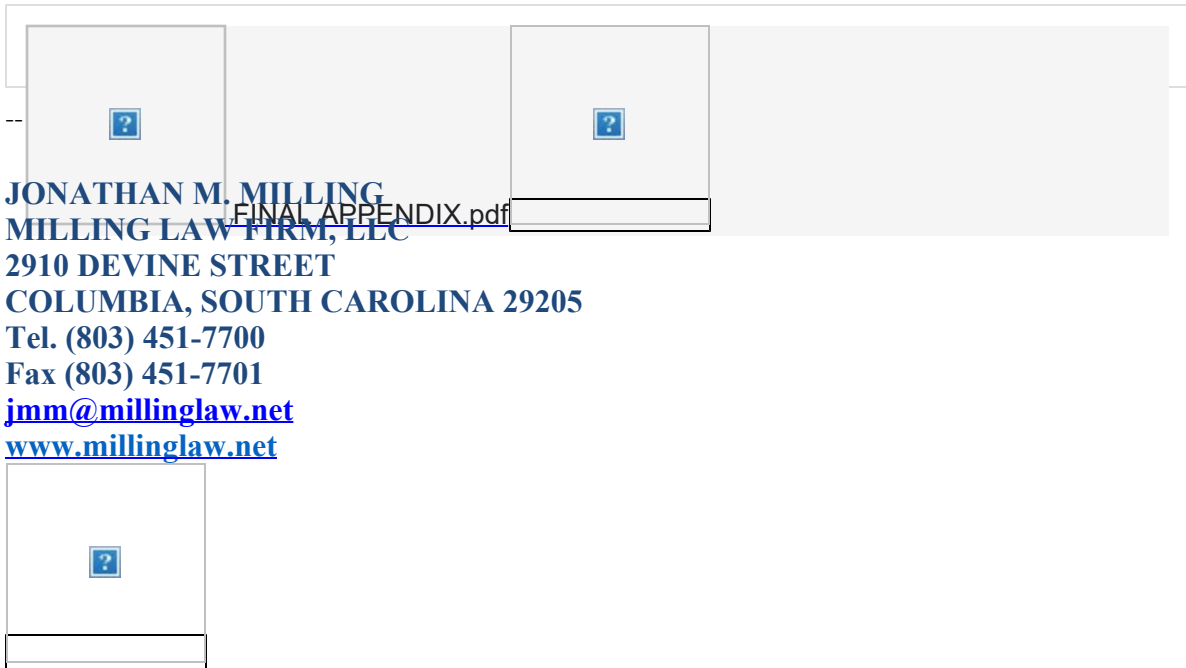 --
JONATHAN M. MILLING
FINAL APPENDIX.pdf
MILLING LAW FIRM, LLC
2910 DEVINE STREET
COLUMBIA, SOUTH CAROLINA 29205
Tel. (803) 451-7700
Fax (803) 451-7701
jmm@millinglaw.net
www.millinglaw.net